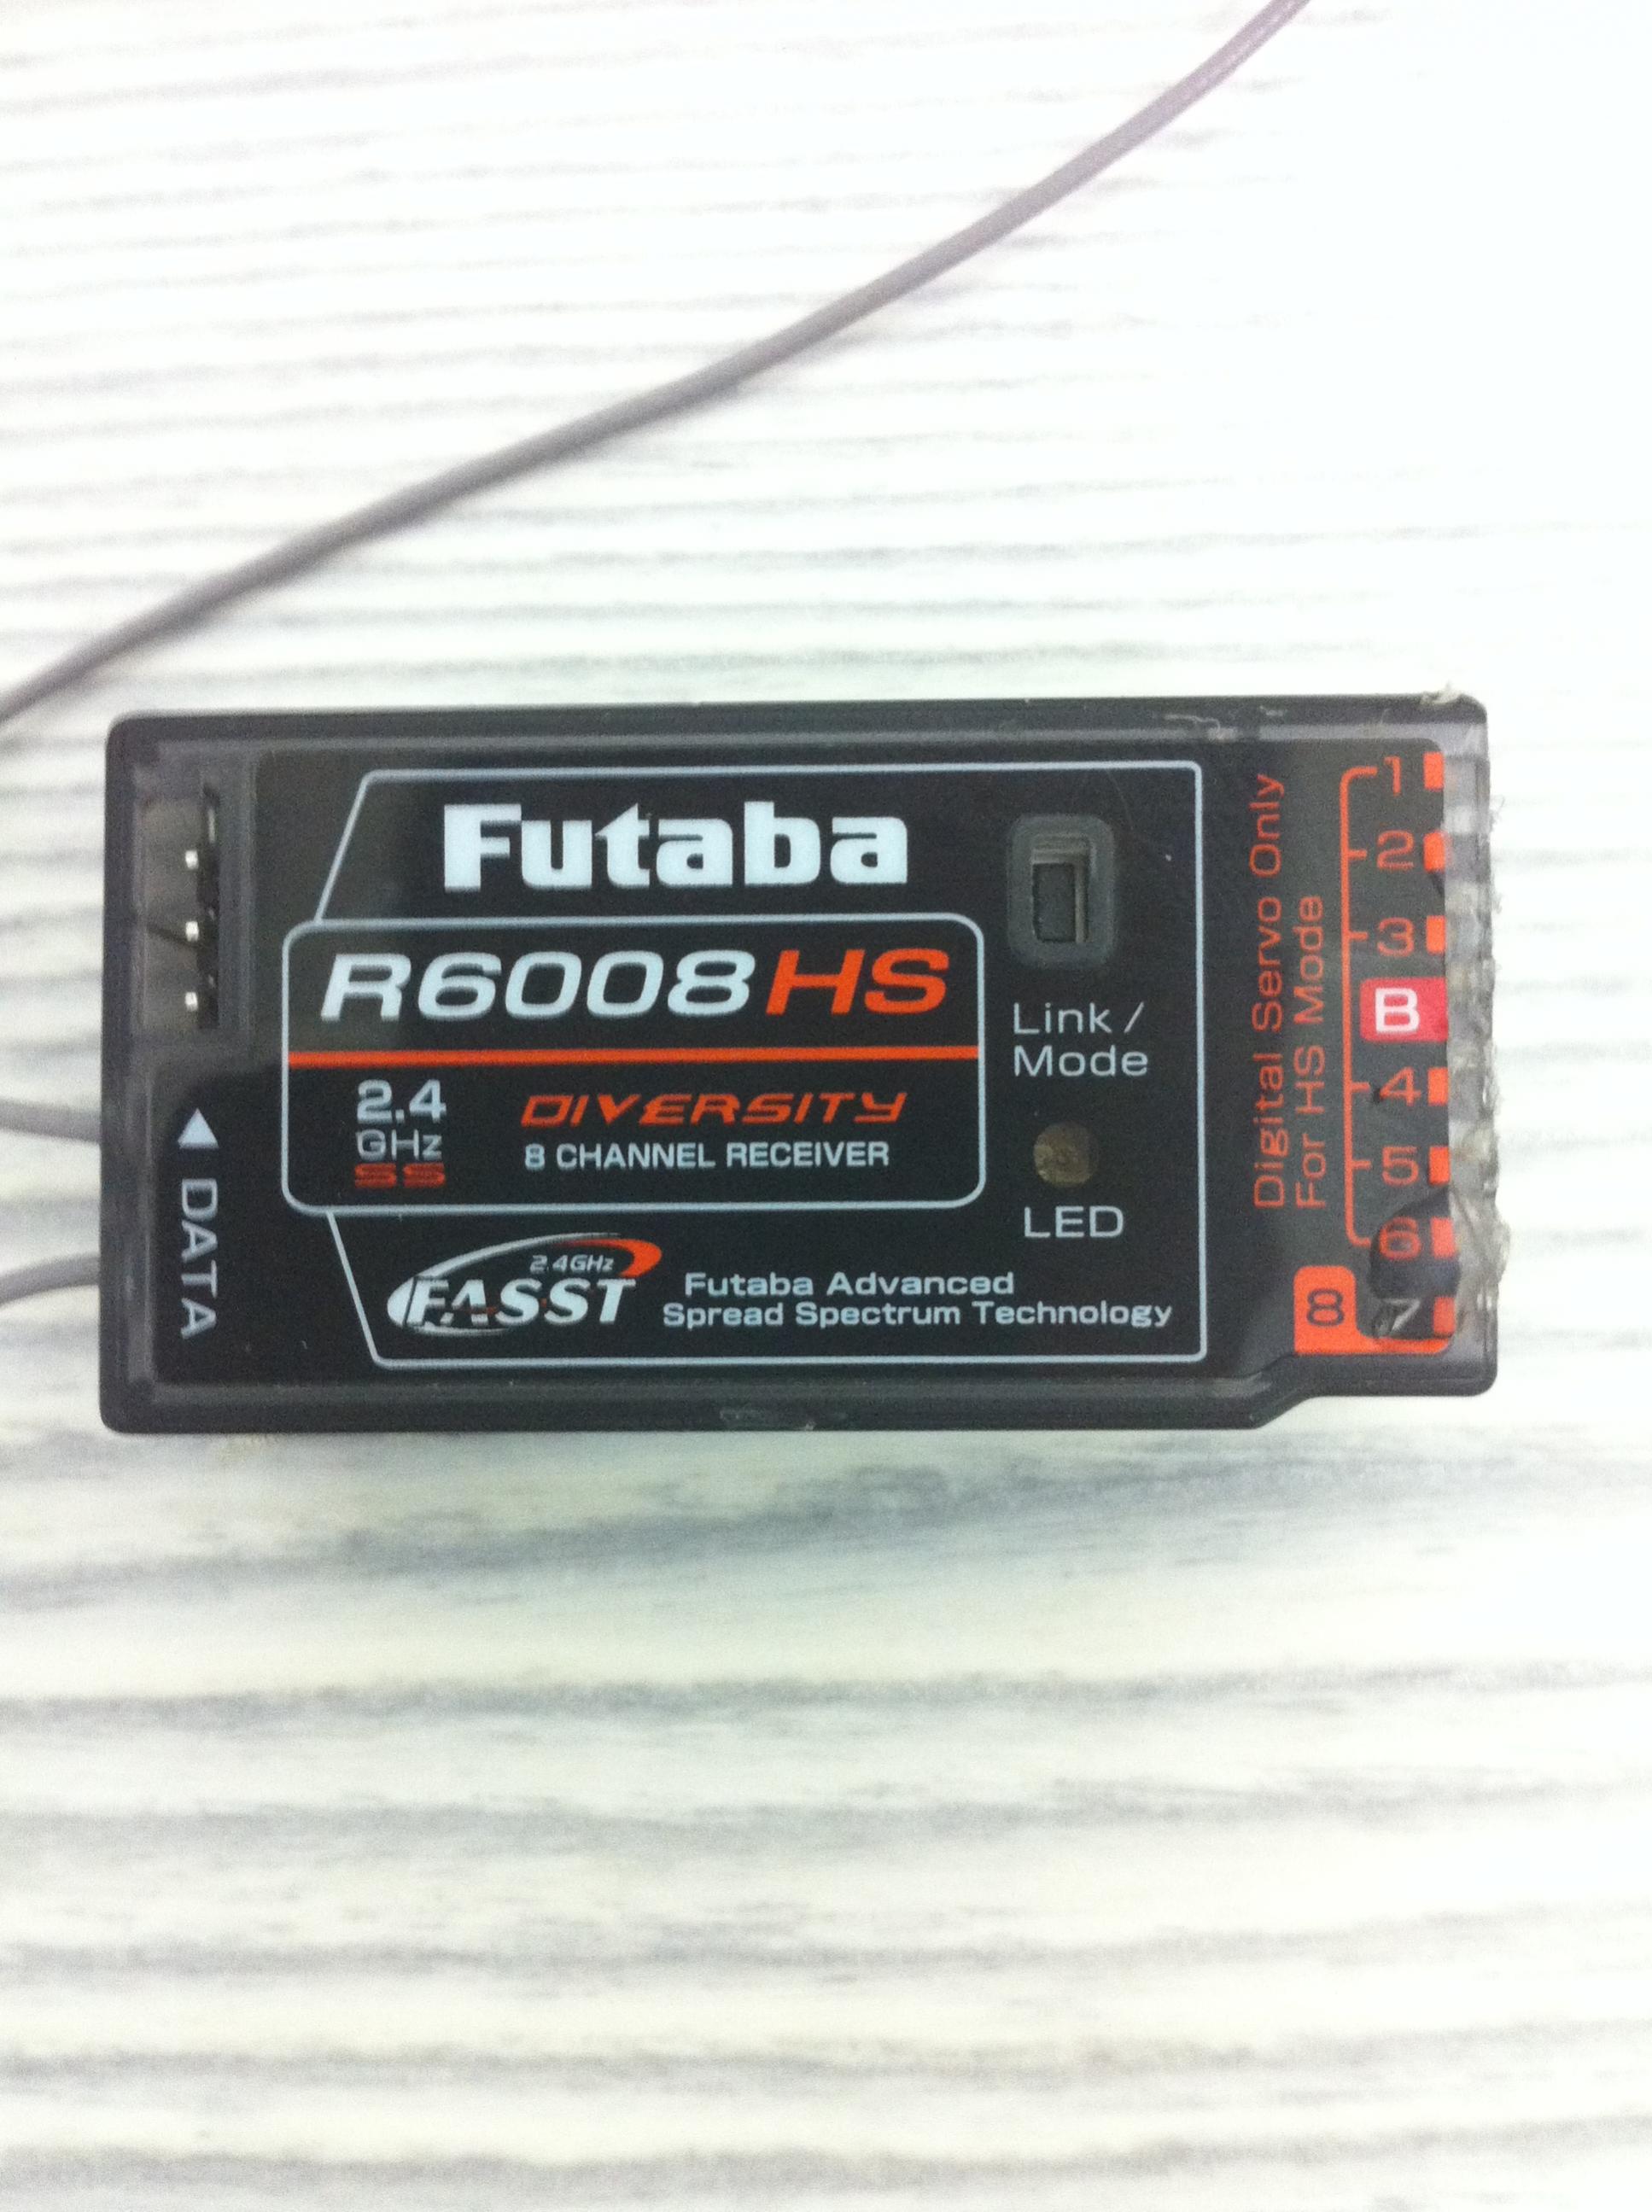 Futaba
R6008HS
2.4
GHz
SS
DIVERSITY
8 CHANNEL RECEIVER
2.4GHz
FASST
Futaba Advanced
Spread Spectrum Technology
Link /
Mode
LED
DATA
Digital Servo Only
For HS Mode
1
2
3
B
4
5
6
7
8